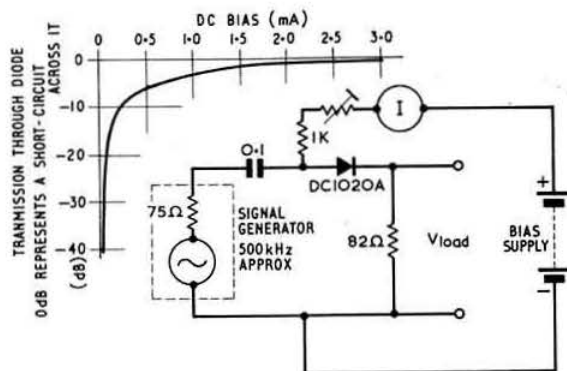 DC BIAS (mA)
0 0·5 1·0 1·5 2·0 2·5 3·0
TRANMISSION THROUGH DIODE
0dB REPRESENTS A SHORT-CIRCUIT
ACROSS IT
0
-10
-20
-30
-40
(dB)
I
1K
0·1
DC1020A
75Ω
SIGNAL
GENERATOR
500kHz
APPROX
82Ω
Vload
+
BIAS
SUPPLY
-